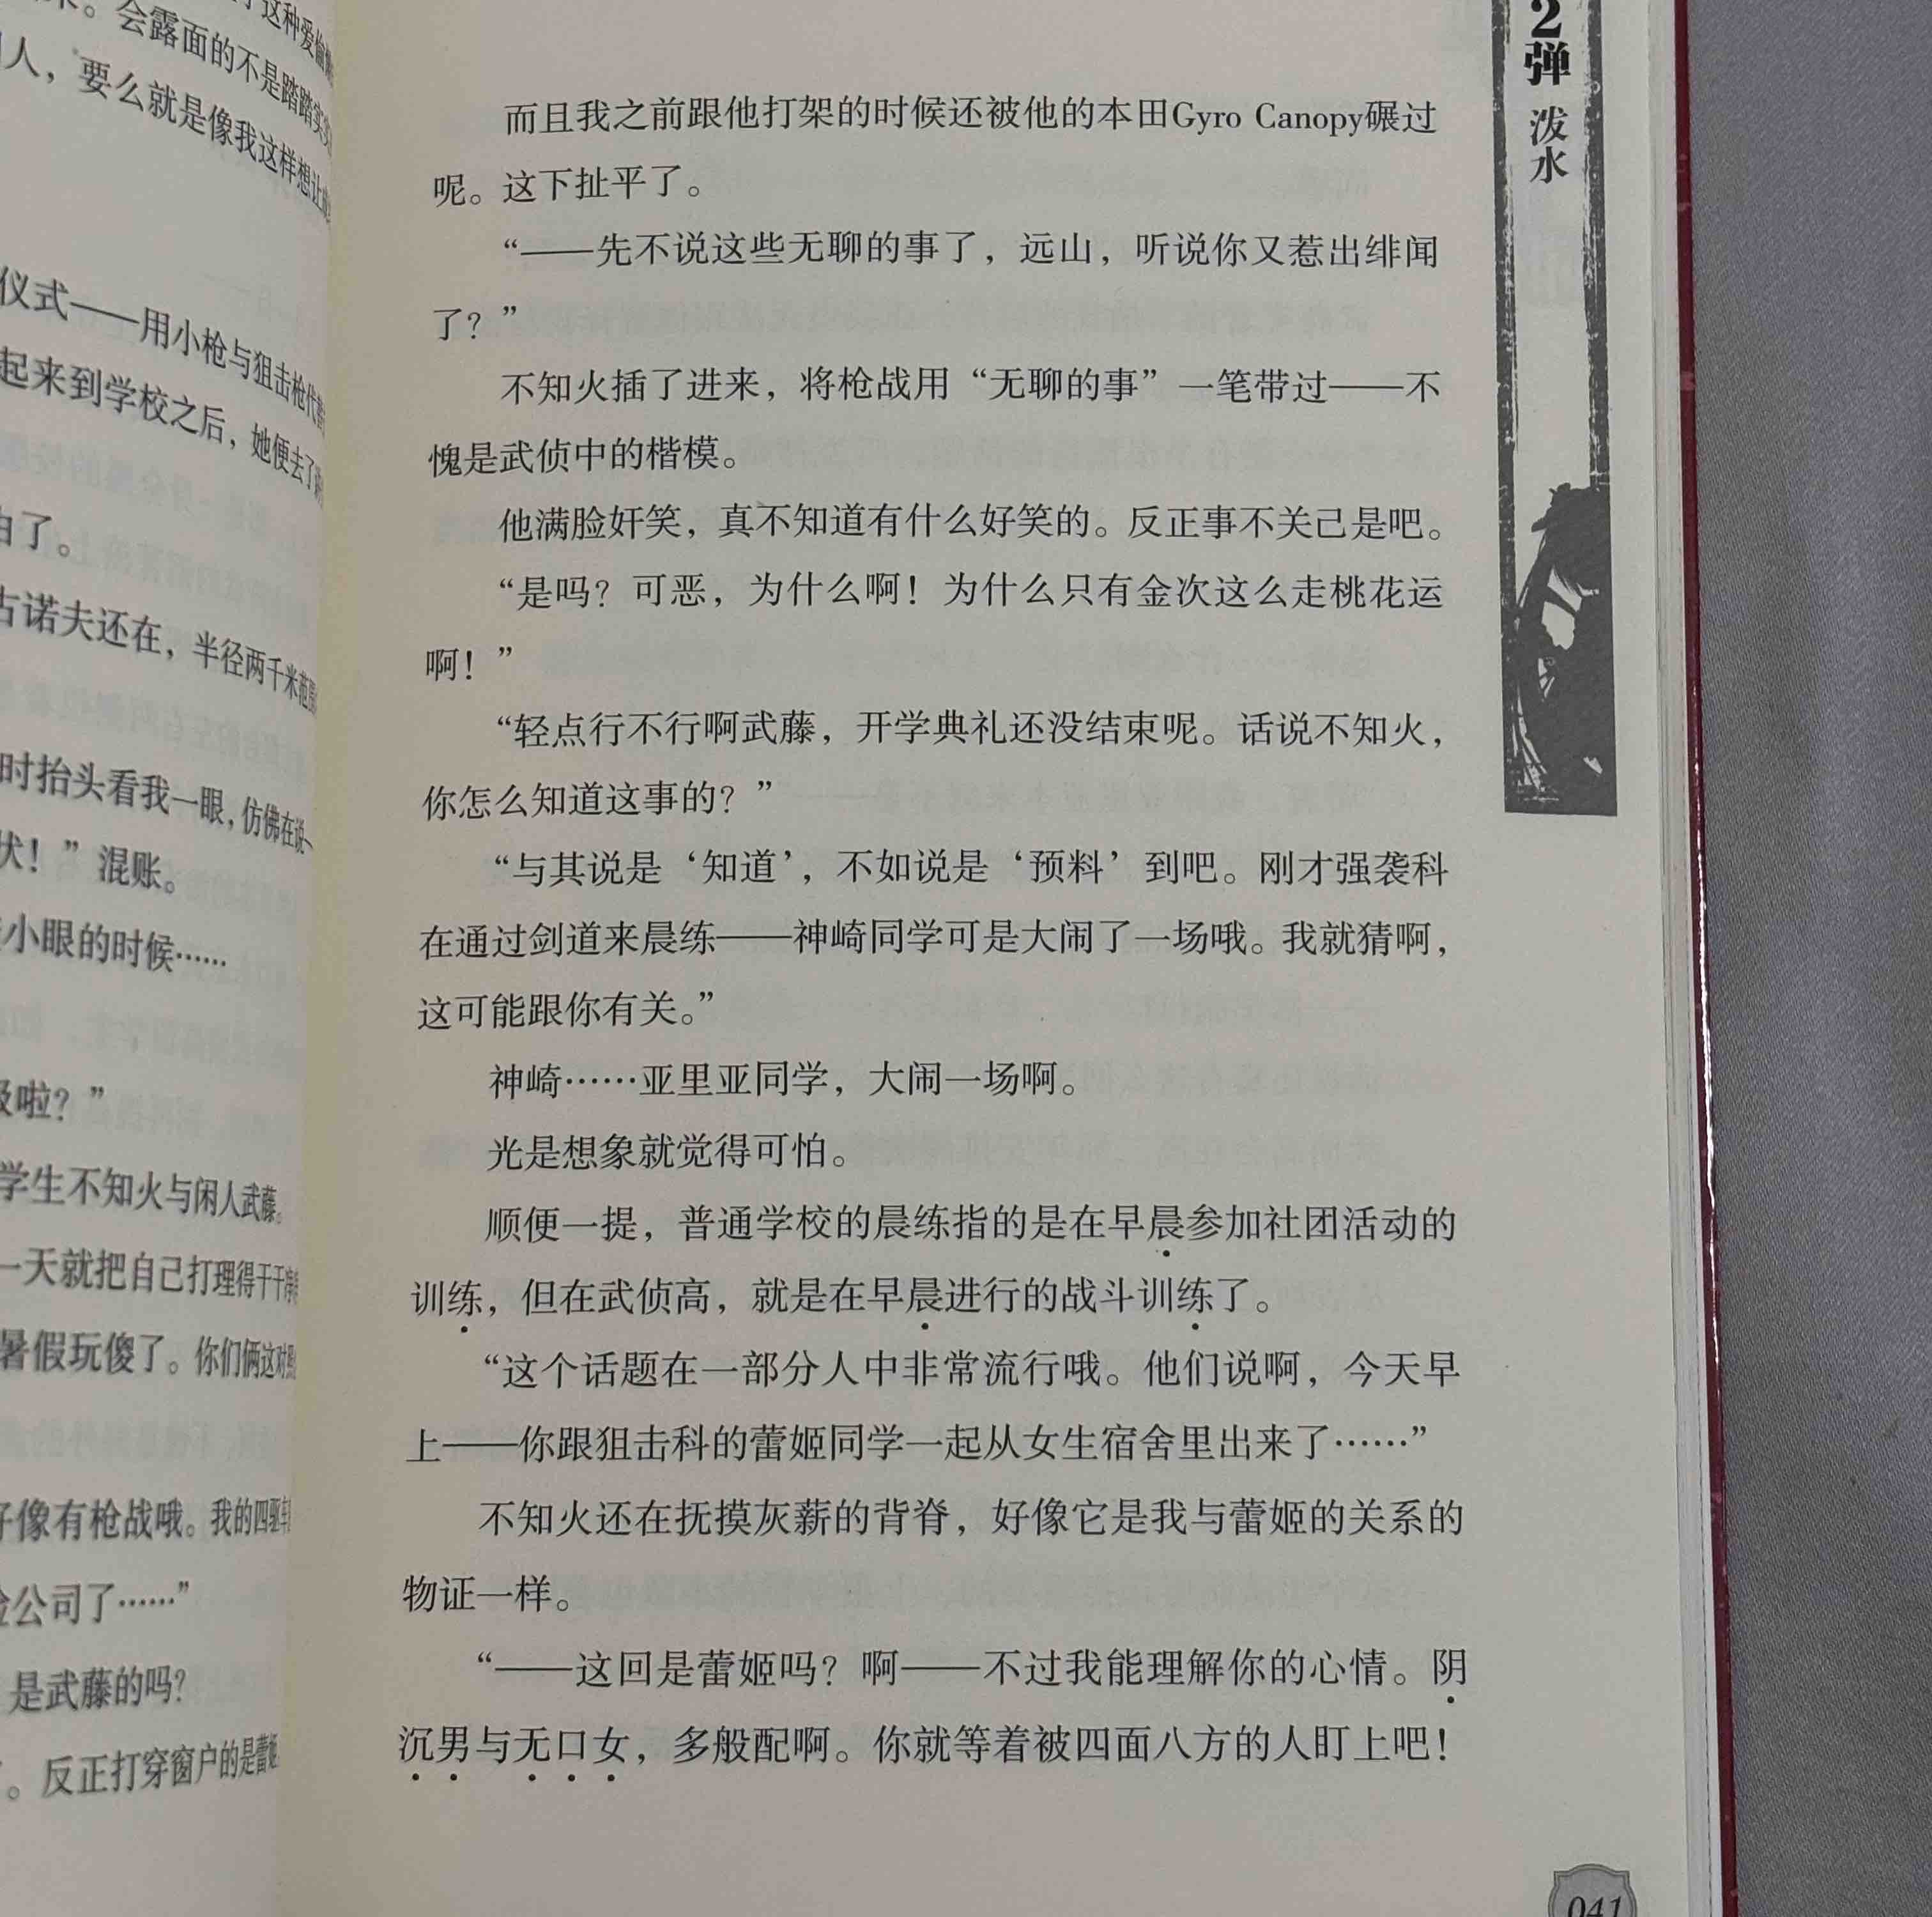 这种爱
会露面的不是踏踏实实
人，要么就是像我这样想让
仪式——用小枪与狙击枪代
起来到学校之后，她便去了
白了。
诺夫还在，半径两千米范围
时抬头看我一眼，仿佛在说
伏！”混账。
小眼的时候……
级啦？”
学生不知火与闲人武藤。
一天就把自己打理得干干净
暑假玩傻了。你们俩这对照
好像有枪战哦。我的四驱车
险公司了……”
是武藤的吗？
。反正打穿窗户的是蕾姬
而且我之前跟他打架的时候还被他的本田Gyro Canopy碾过
呢。这下扯平了。
“——先不说这些无聊的事了，远山，听说你又惹出绯闻
了？”
不知火插了进来，将枪战用“无聊的事”一笔带过——不
愧是武侦中的楷模。
他满脸奸笑，真不知道有什么好笑的。反正事不关己是吧。
“是吗？可恶，为什么啊！为什么只有金次这么走桃花运
啊！”
“轻点行不行啊武藤，开学典礼还没结束呢。话说不知火，
你怎么知道这事的？”
“与其说是‘知道’，不如说是‘预料’到吧。刚才强袭科
在通过剑道来晨练——神崎同学可是大闹了一场哦。我就猜啊，
这可能跟你有关。”
神崎……亚里亚同学，大闹一场啊。
光是想象就觉得可怕。
顺便一提，普通学校的晨练指的是在早晨参加社团活动的
训练，但在武侦高，就是在早晨进行的战斗训练了。
“这个话题在一部分人中非常流行哦。他们说啊，今天早
上——你跟狙击科的蕾姬同学一起从女生宿舍里出来了……”
不知火还在抚摸灰薪的背脊，好像它是我与蕾姬的关系的
物证一样。
“——这回是蕾姬吗？啊——不过我能理解你的心情。阴
沉男与无口女，多般配啊。你就等着被四面八方的人盯上吧！
2弹 泼水
041